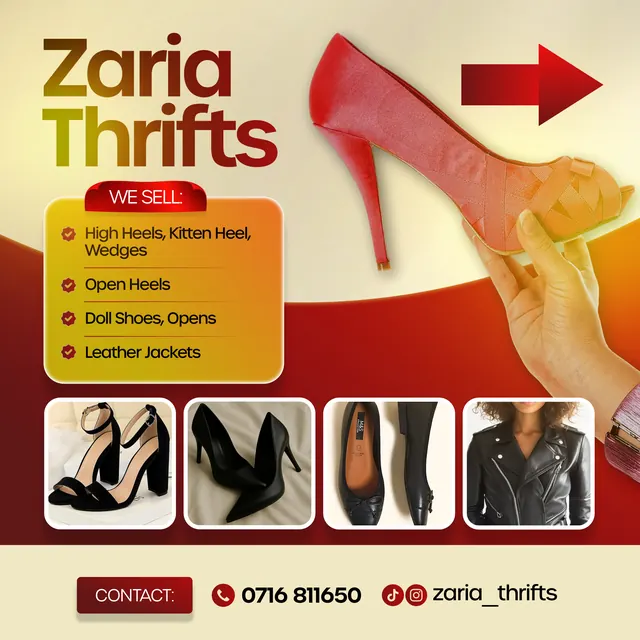 Zaria
Thrifts
WE SELL:
High Heels, Kitten Heel,
Wedges
Open Heels
Doll Shoes, Opens
Leather Jackets
CONTACT:
0716 811650
zaria_thrifts